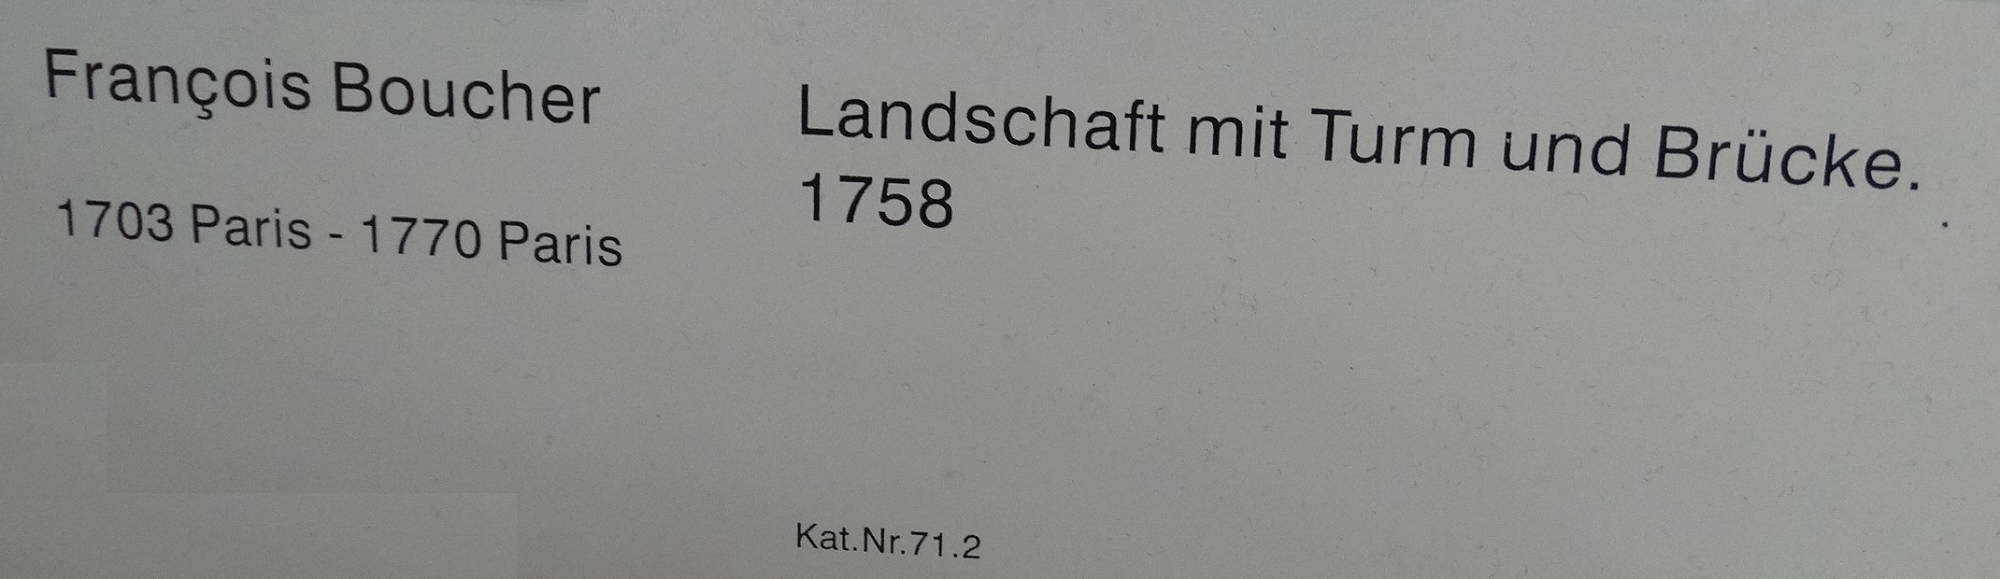 François Boucher
1703 Paris - 1770 Paris
Landschaft mit Turm und Brücke.
1758
Kat.Nr.71.2